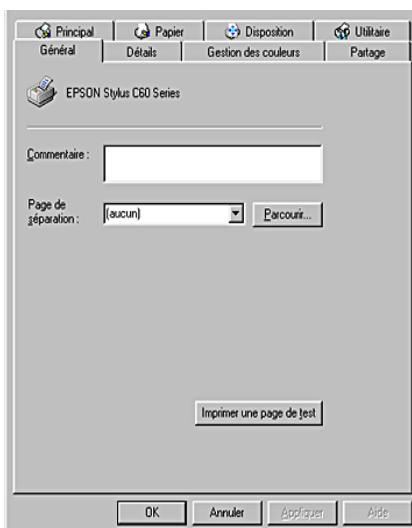 Principal Papier Disposition Utilitaire
Général Détails Gestion des couleurs Partage
EPSON Stylus C60 Series
Commentaire :
Page de
séparation :
(aucun) Parcourir...
Imprimer une page de test
OK Annuler Appliquer Aide